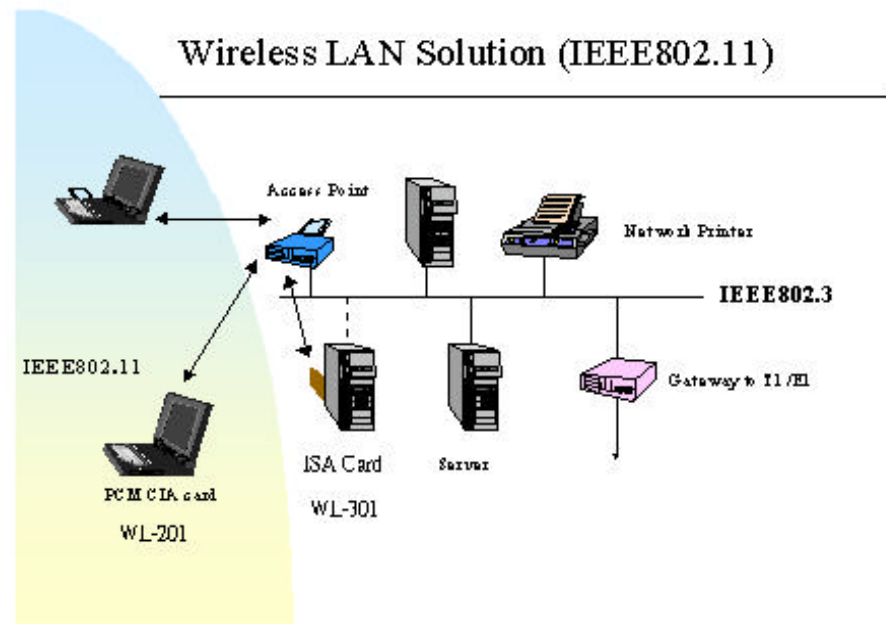 Wireless LAN Solution (IEEE802.11)
Access Point
Network Printer
IEEE802.3
IEEE802.11
Gateway to T1/E1
ISA Card
Server
PCMCIA card
WL-301
WL-201